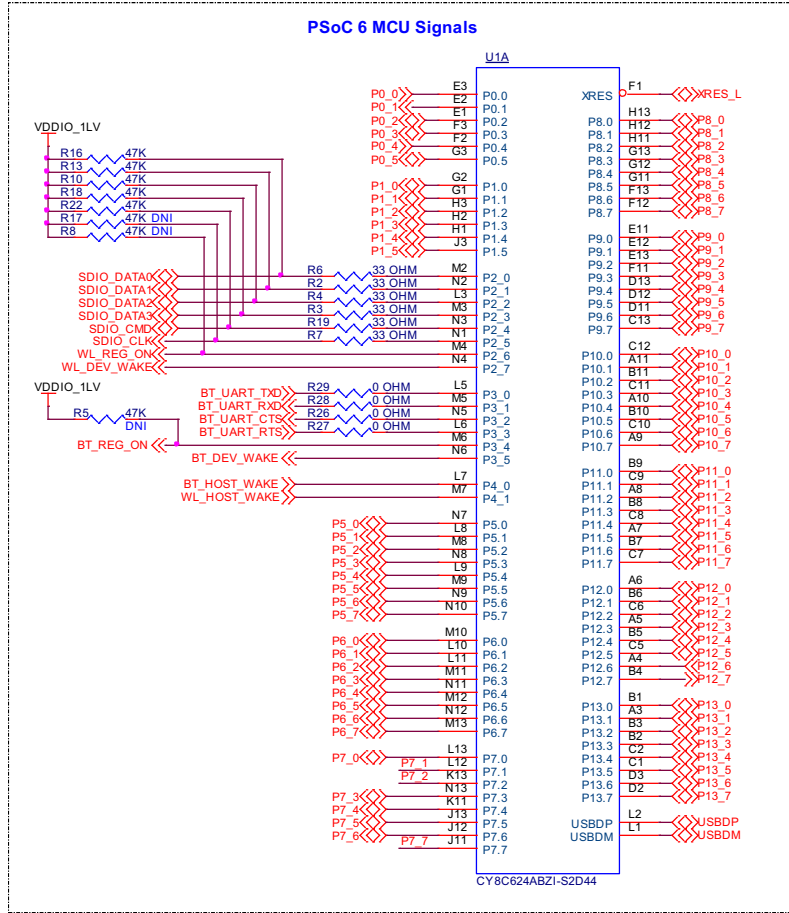 PSoC 6 MCU Signals
U1A
P0_0 E3 P0.0 XRES F1 XRES_L
P0_1 E2 P0.1
P0_2 E1 P0.2 P8.0 H13 P8_0
P0_3 F3 P0.3 P8.1 H12 P8_1
P0_4 F2 P0.4 P8.2 H11 P8_2
P0_5 G3 P0.5 P8.3 G13 P8_3
P8.4 G12 P8_4
P1_0 G2 P1.0 P8.5 G11 P8_5
P1_1 G1 P1.1 P8.6 F13 P8_6
P1_2 H3 P1.2 P8.7 F12 P8_7
P1_3 H2 P1.3
P1_4 H1 P1.4 P9.0 E11 P9_0
P1_5 J3 P1.5 P9.1 E12 P9_1
P9.2 E13 P9_2
VDDIO_1LV
R16 47K
R13 47K
R10 47K
R18 47K
R22 47K
R17 47K DNI
R8 47K DNI
SDIO_DATA0 R6 33 OHM M2 P2_0 P9.3 F11 P9_3
SDIO_DATA1 R2 33 OHM N2 P2_1 P9.4 D13 P9_4
SDIO_DATA2 R4 33 OHM L3 P2_2 P9.5 D12 P9_5
SDIO_DATA3 R3 33 OHM M3 P2_3 P9.6 D11 P9_6
SDIO_CMD R19 33 OHM N3 P2_4 P9.7 C13 P9_7
SDIO_CLK R7 33 OHM N1 P2_5
WL_REG_ON M4 P2_6 P10.0 C12 P10_0
WL_DEV_WAKE N4 P2_7 P10.1 A11 P10_1
P10.2 B11 P10_2
VDDIO_1LV
R5 47K
DNI
BT_UART_TXD R29 0 OHM L5 P3_0 P10.3 C11 P10_3
BT_UART_RXD R28 0 OHM M5 P3_1 P10.4 A10 P10_4
BT_UART_CTS R26 0 OHM N5 P3_2 P10.5 B10 P10_5
BT_UART_RTS R27 0 OHM L6 P3_3 P10.6 C10 P10_6
BT_REG_ON M6 P3_4 P10.7 A9 P10_7
BT_DEV_WAKE N6 P3_5
P11.0 B9 P11_0
BT_HOST_WAKE L7 P4_0 P11.1 C9 P11_1
WL_HOST_WAKE M7 P4_1 P11.2 A8 P11_2
P11.3 B8 P11_3
P5_0 N7 P5.0 P11.4 C8 P11_4
P5_1 L8 P5.1 P11.5 A7 P11_5
P5_2 M8 P5.2 P11.6 B7 P11_6
P5_3 N8 P5.3 P11.7 C7 P11_7
P5_4 L9 P5.4
P5_5 M9 P5.5 P12.0 A6 P12_0
P5_6 N9 P5.6 P12.1 B6 P12_1
P5_7 N10 P5.7 P12.2 C6 P12_2
P12.3 A5 P12_3
P6_0 M10 P6.0 P12.4 B5 P12_4
P6_1 L10 P6.1 P12.5 C5 P12_5
P6_2 L11 P6.2 P12.6 A4 P12_6
P6_3 M11 P6.3 P12.7 B4 P12_7
P6_4 N11 P6.4
P6_5 M12 P6.5 P13.0 B1 P13_0
P6_6 N12 P6.6 P13.1 A3 P13_1
P6_7 M13 P6.7 P13.2 B3 P13_2
P13.3 B2 P13_3
P7_0 L13 P7.0 P13.4 C2 P13_4
P7_1 L12 P7.1 P13.5 C1 P13_5
P7_2 K13 P7.2 P13.6 D3 P13_6
P7_3 N13 P7.3 P13.7 D2 P13_7
P7_4 K11 P7.4
P7_5 J13 P7.5 USBDP L2 USBDP
P7_6 J12 P7.6 USBDM L1 USBDM
P7_7 J11 P7.7
CY8C624ABZI-S2D44